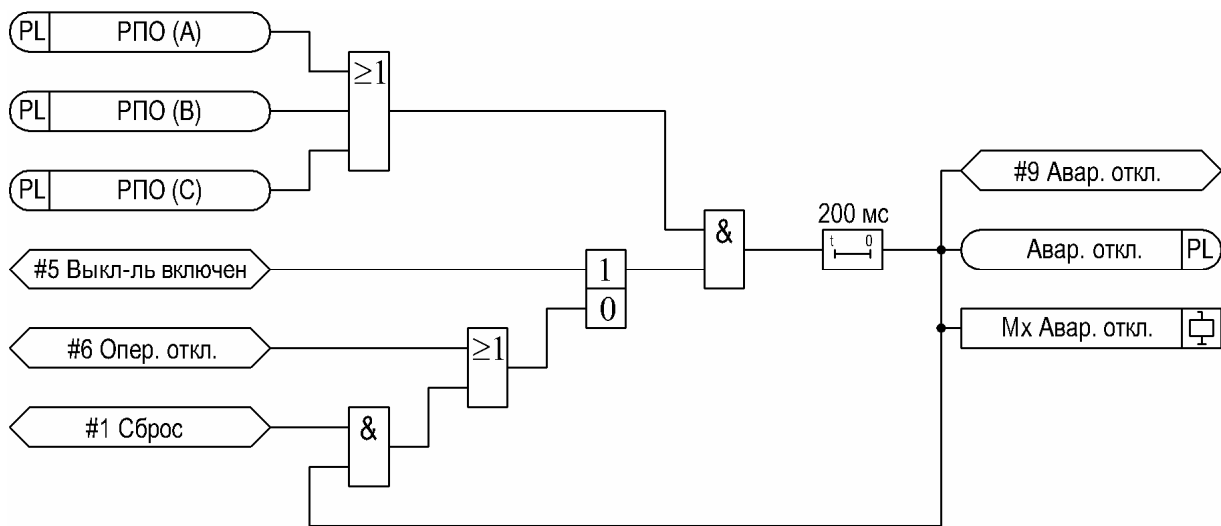 PL РПО (A)
PL РПО (B)
PL РПО (C)
≥1
#5 Выкл-ль включен
#6 Опер. откл.
#1 Сброс
&
≥1
1
0
&
200 мс
t 0
#9 Авар. откл.
Авар. откл. PL
Мх Авар. откл.